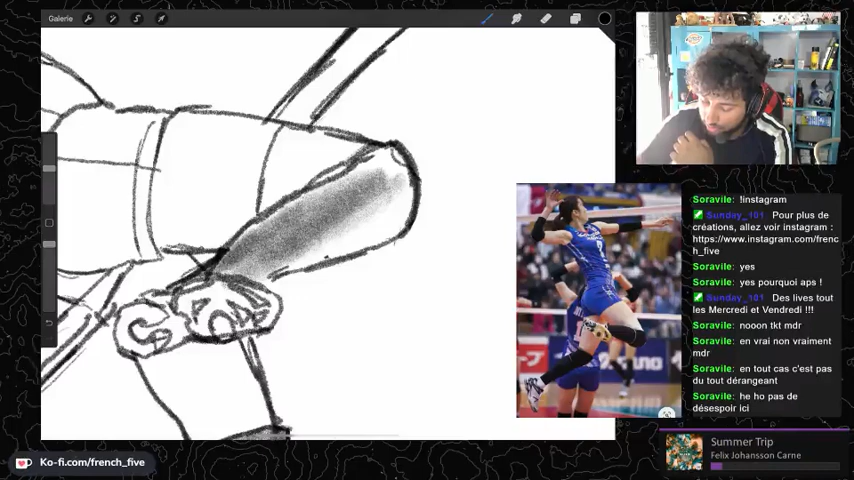 Galerie
Soravile: !instagram
Sunday_101 Pour plus de
créations, allez voir instagram :
https://www.instagram.com/frenc
h_five
Soravile: yes
Soravile: yes pourquoi aps !
Sunday_101 Des lives tout
les Mercredi et Vendredi !!!
Soravile: nooon tkt mdr
Soravile: en vrai non vraiment
mdr
Soravile: en tout cas c'est pas
du tout dérangeant
Soravile: he ho pas de
désespoir ici
Summer Trip
Felix Johansson Carne
Ko-fi.com/french_five